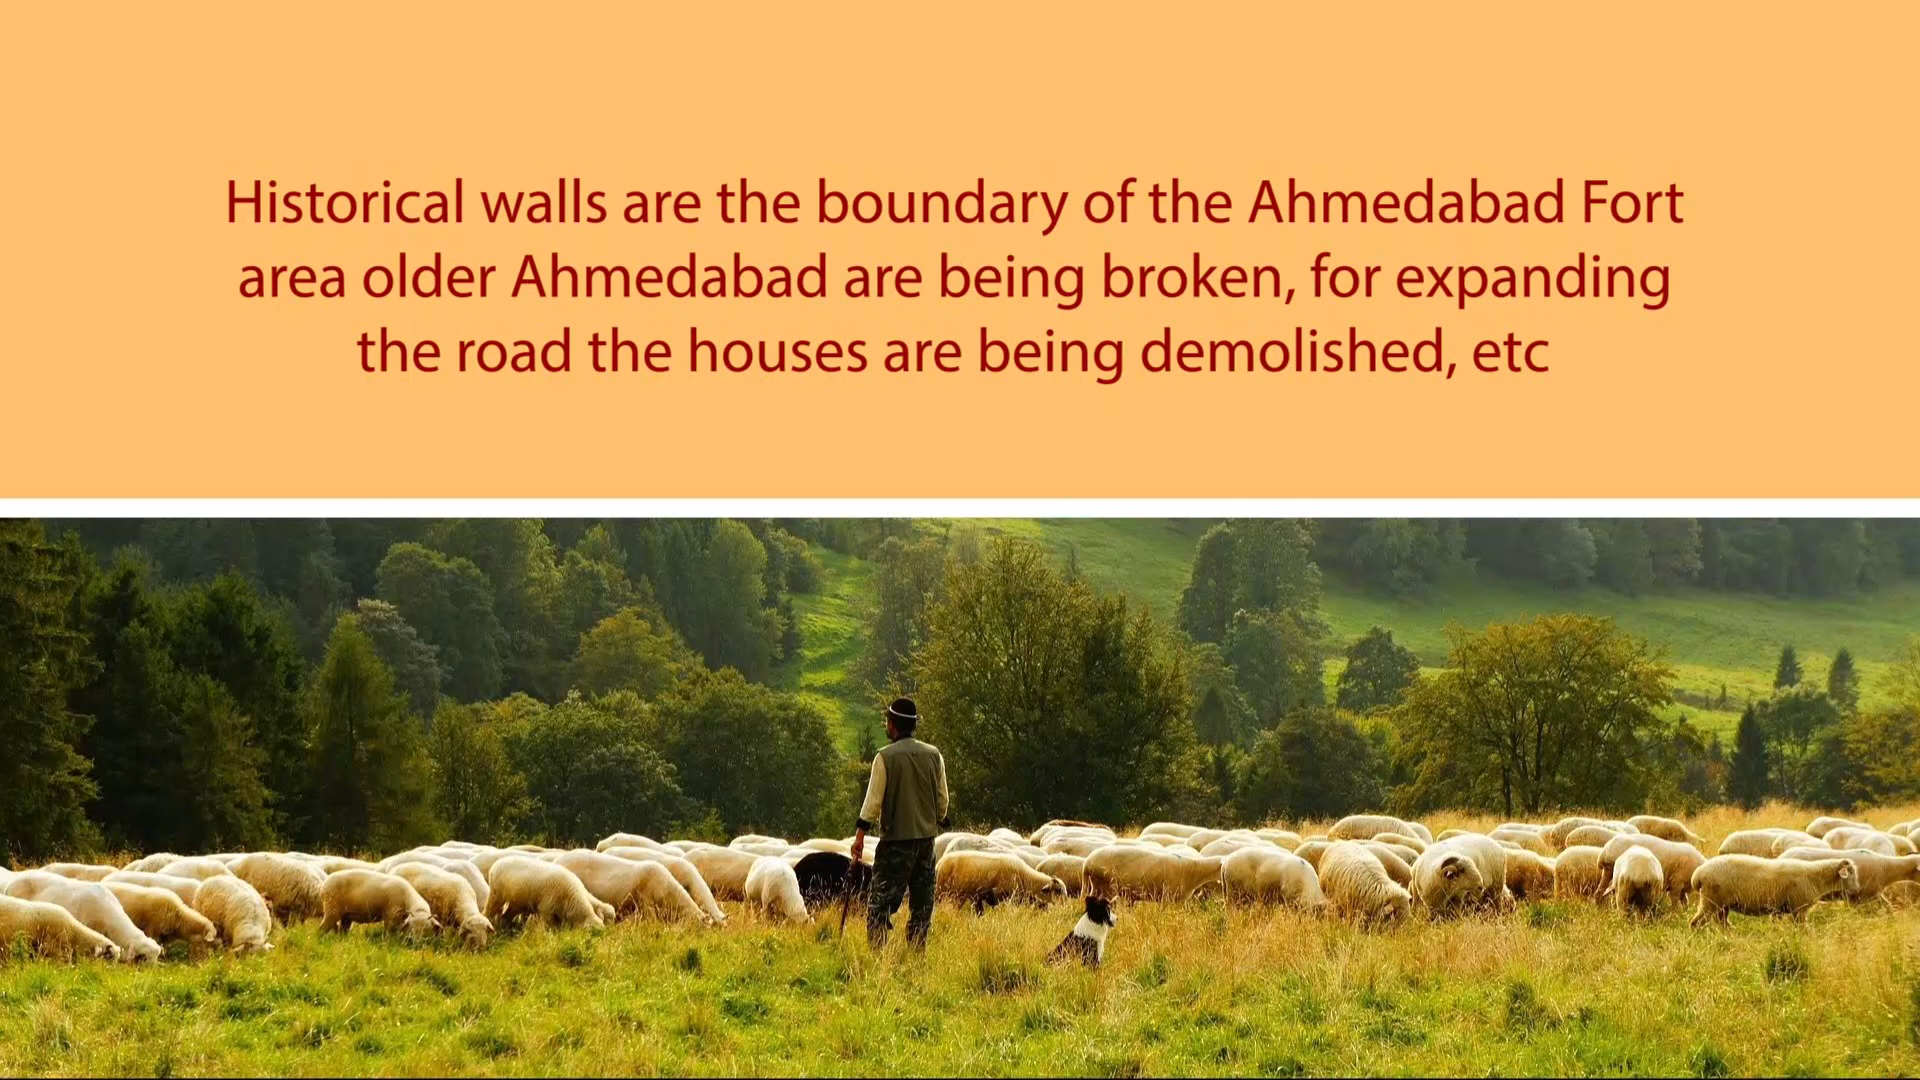 Historical walls are the boundary of the Ahmedabad Fort
area older Ahmedabad are being broken, for expanding
the road the houses are being demolished, etc